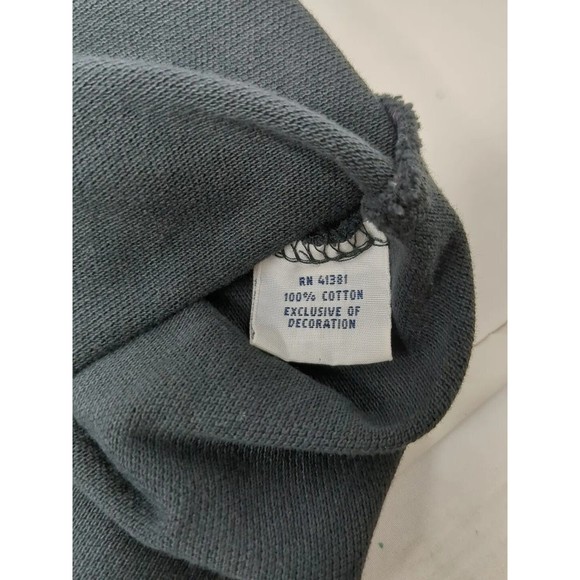 RN 41381
100% COTTON
EXCLUSIVE OF
DECORATION